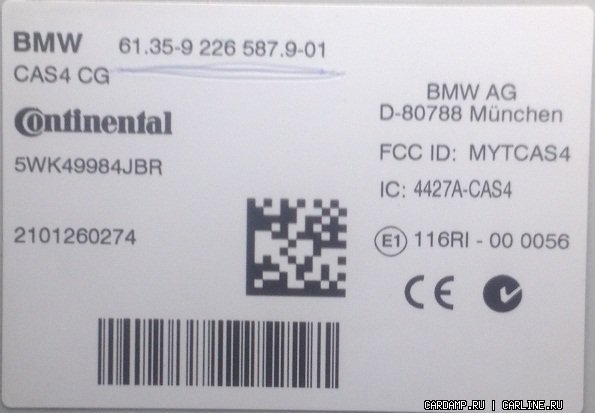 BMW 61.35-9 226 587.9-01
CAS4 CG
Continental
5WK49984JBR
2101260274
BMW AG
D-80788 München
FCC ID: MYTCAS4
IC: 4427A-CAS4
E1 116RI - 00 0056
CE
CARDAMP.RU | CARLINE.RU